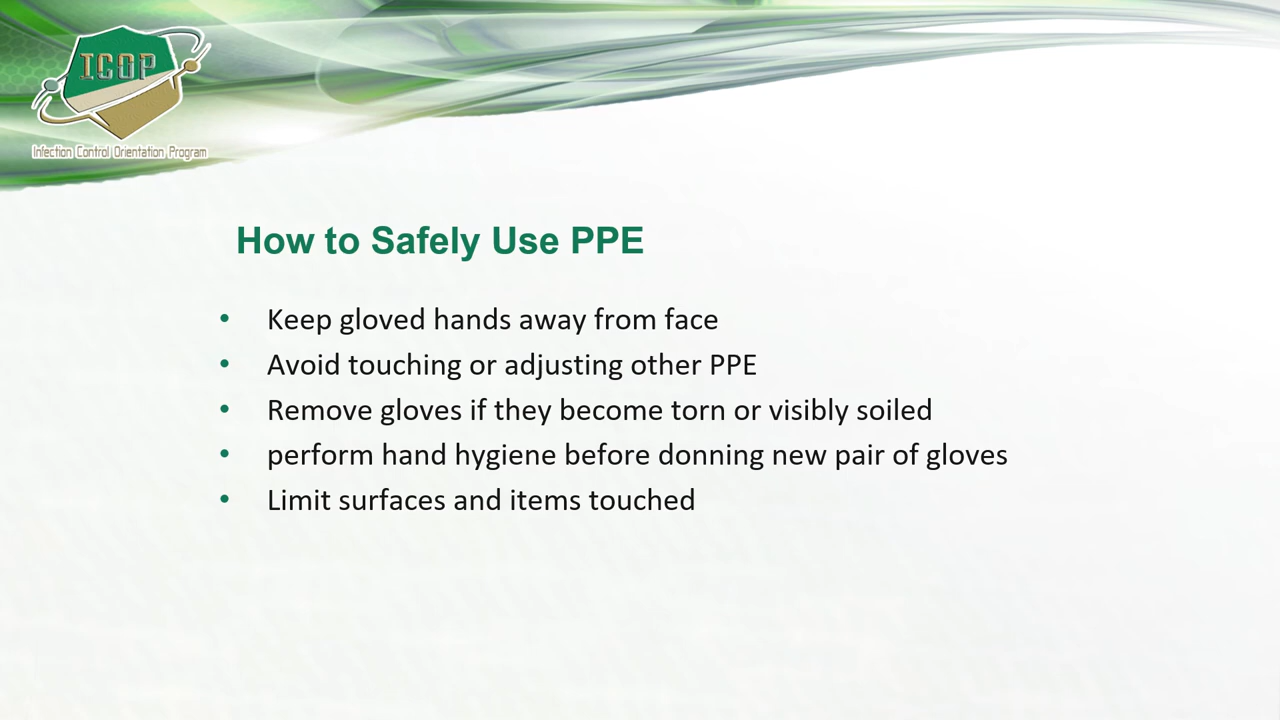 ICOP
Infection Control Orientation Program
How to Safely Use PPE
• Keep gloved hands away from face
• Avoid touching or adjusting other PPE
• Remove gloves if they become torn or visibly soiled
• perform hand hygiene before donning new pair of gloves
• Limit surfaces and items touched